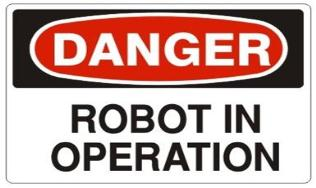 DANGER
ROBOT IN
OPERATION